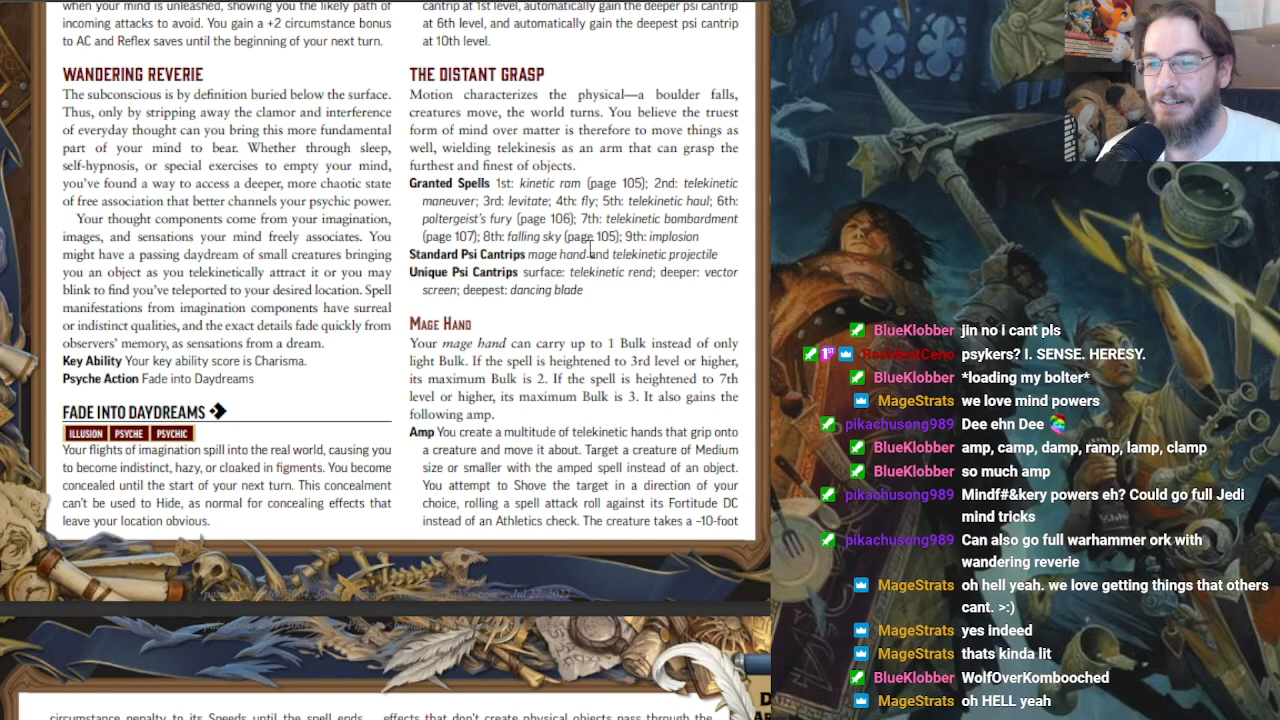 when your mind is unleashed, showing you the likely path of
incoming attacks to avoid. You gain a +2 circumstance bonus
to AC and Reflex saves until the beginning of your next turn.
WANDERING REVERIE
The subconscious is by definition buried below the surface.
Thus, only by stripping away the clamor and interference
of everyday thought can you bring this more fundamental
part of your mind to bear. Whether through sleep,
self-hypnosis, or special exercises to empty your mind,
you've found a way to access a deeper, more chaotic state
of free association that better channels your psychic power.
Your thought components come from your imagination,
images, and sensations your mind freely associates. You
might have a passing daydream of small creatures bringing
you an object as you telekinetically attract it or you may
blink to find you've teleported to your desired location. Spell
manifestations from imagination components have surreal
or indistinct qualities, and the exact details fade quickly from
observers' memory, as sensations from a dream.
Key Ability Your key ability score is Charisma.
Psyche Action Fade into Daydreams
FADE INTO DAYDREAMS
ILLUSION PSYCHE PSYCHIC
Your flights of imagination spill into the real world, causing you
to become indistinct, hazy, or cloaked in figments. You become
concealed until the start of your next turn. This concealment
can't be used to Hide, as normal for concealing effects that
leave your location obvious.
cantrip at 1st level, automatically gain the deeper psi cantrip
at 6th level, and automatically gain the deepest psi cantrip
at 10th level.
THE DISTANT GRASP
Motion characterizes the physical—a boulder falls,
creatures move, the world turns. You believe the truest
form of mind over matter is therefore to move things as
well, wielding telekinesis as an arm that can grasp the
furthest and finest of objects.
Granted Spells 1st: kinetic ram (page 105); 2nd: telekinetic
maneuver; 3rd: levitate; 4th: fly; 5th: telekinetic haul; 6th:
poltergeist's fury (page 106); 7th: telekinetic bombardment
(page 107); 8th: falling sky (page 105); 9th: implosion
Standard Psi Cantrips mage hand and telekinetic projectile
Unique Psi Cantrips surface: telekinetic rend; deeper: vector
screen; deepest: dancing blade
MAGE HAND
Your mage hand can carry up to 1 Bulk instead of only
light Bulk. If the spell is heightened to 3rd level or higher,
its maximum Bulk is 2. If the spell is heightened to 7th
level or higher, its maximum Bulk is 3. It also gains the
following amp.
Amp You create a multitude of telekinetic hands that grip onto
a creature and move it about. Target a creature of Medium
size or smaller with the amped spell instead of an object.
You attempt to Shove the target in a direction of your
choice, rolling a spell attack roll against its Fortitude DC
instead of an Athletics check. The creature takes a -10-foot
Jul 27, 2022
circumstance penalty to its Speeds until the spell ends
effects that don't create physical objects pass through the
BlueKlobber jin no i cant pls
1ST ResidentCeno psykers? I. SENSE. HERESY.
BlueKlobber *loading my bolter*
MageStrats we love mind powers
pikachusong989 Dee ehn Dee
BlueKlobber amp, camp, damp, ramp, lamp, clamp
BlueKlobber so much amp
pikachusong989 Mindf#&kery powers eh? Could go full Jedi
mind tricks
pikachusong989 Can also go full warhammer ork with
wandering reverie
MageStrats oh hell yeah. we love getting things that others
cant. >:)
MageStrats yes indeed
MageStrats thats kinda lit
BlueKlobber WolfOverKombooched
MageStrats oh HELL yeah